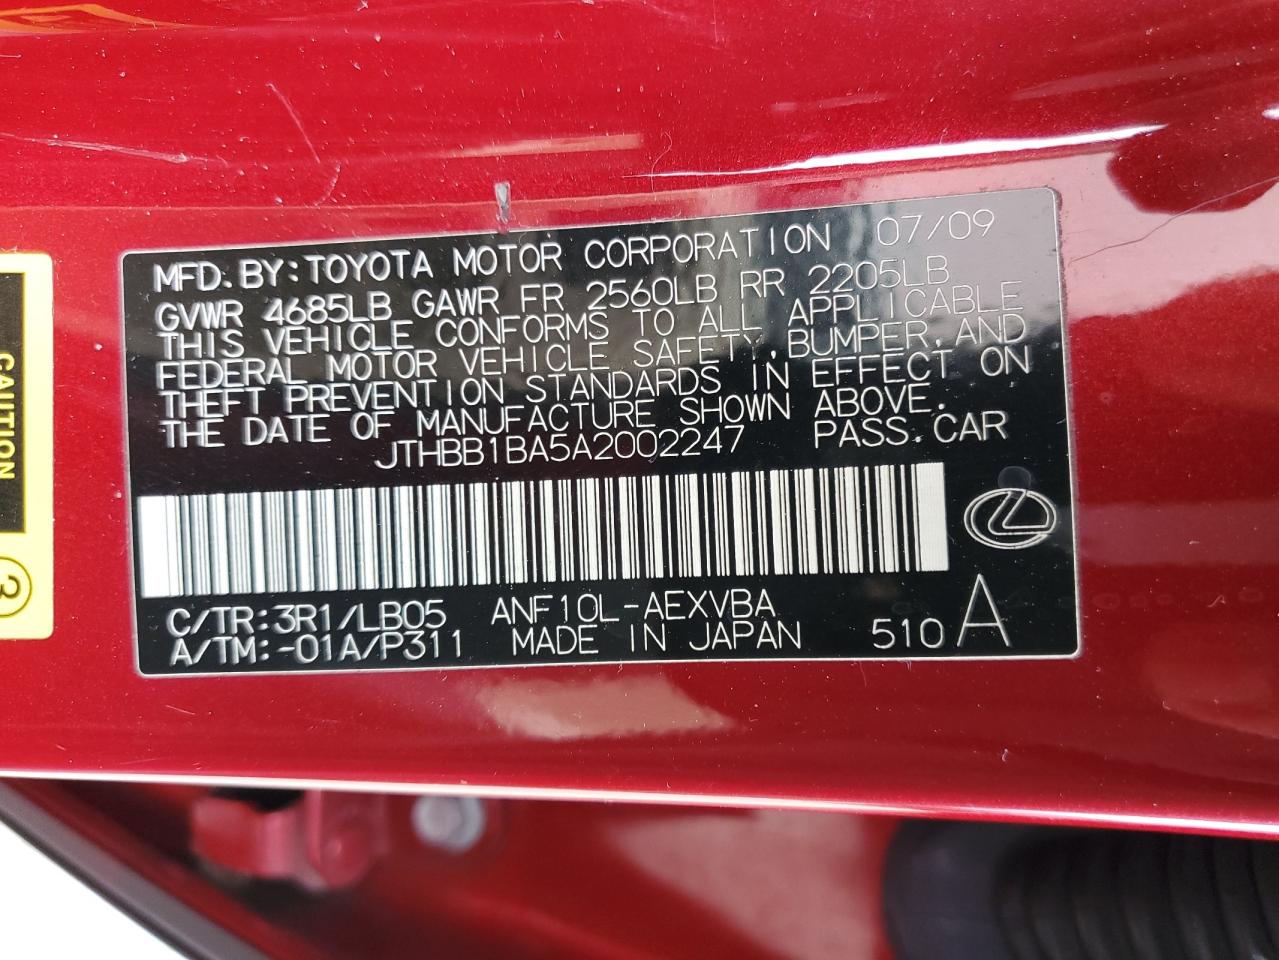 MFD. BY: TOYOTA MOTOR CORPORATION 07/09
GVWR 4685LB GAWR FR 2560LB RR 2205LB
THIS VEHICLE CONFORMS TO ALL APPLICABLE
FEDERAL MOTOR VEHICLE SAFETY, BUMPER, AND
THEFT PREVENTION STANDARDS IN EFFECT ON
THE DATE OF MANUFACTURE SHOWN ABOVE.
JTHBB1BA5A2002247 PASS. CAR
C/TR: 3R1/LB05 ANF10L-AEXVBA
A/TM: -01A/P311 MADE IN JAPAN 510 A
CAUTION
3